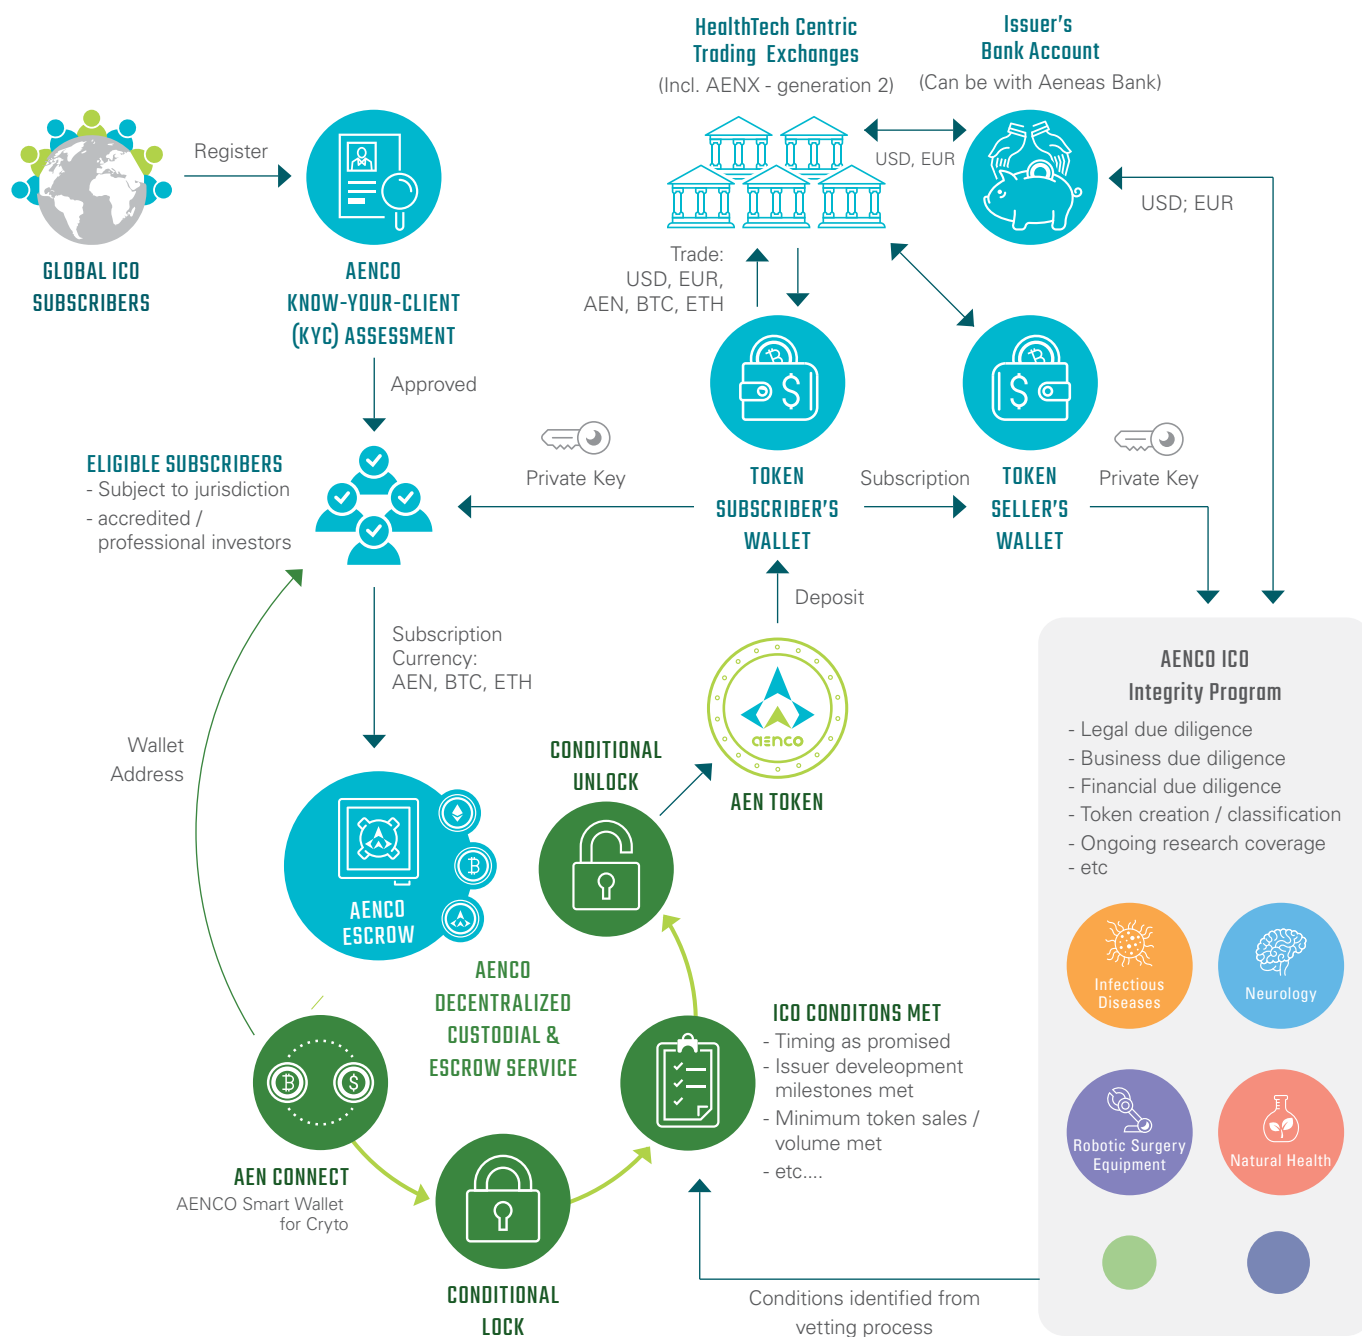 HealthTech Centric
Trading Exchanges
(Incl. AENX - generation 2)
Issuer's
Bank Account
(Can be with Aeneas Bank)
Register
USD, EUR
USD; EUR
GLOBAL ICO
SUBSCRIBERS
AENCO
KNOW-YOUR-CLIENT
(KYC) ASSESSMENT
Trade:
USD, EUR,
AEN, BTC, ETH
Approved
ELIGIBLE SUBSCRIBERS
- Subject to jurisdiction
- accredited /
professional investors
Private Key
TOKEN
SUBSCRIBER'S
WALLET
Subscription
TOKEN
SELLER'S
WALLET
Private Key
Deposit
Subscription
Currency:
AEN, BTC, ETH
Wallet
Address
aenco
AEN TOKEN
CONDITIONAL
UNLOCK
AENCO
ESCROW
AENCO
DECENTRALIZED
CUSTODIAL &
ESCROW SERVICE
AENCO ICO
Integrity Program
- Legal due diligence
- Business due diligence
- Financial due diligence
- Token creation / classification
- Ongoing research coverage
- etc
Infectious
Diseases
Neurology
Robotic Surgery
Equipment
Natural Health
ICO CONDITONS MET
- Timing as promised
- Issuer develeopment
milestones met
- Minimum token sales /
volume met
- etc....
AEN CONNECT
AENCO Smart Wallet
for Cryto
CONDITIONAL
LOCK
Conditions identified from
vetting process